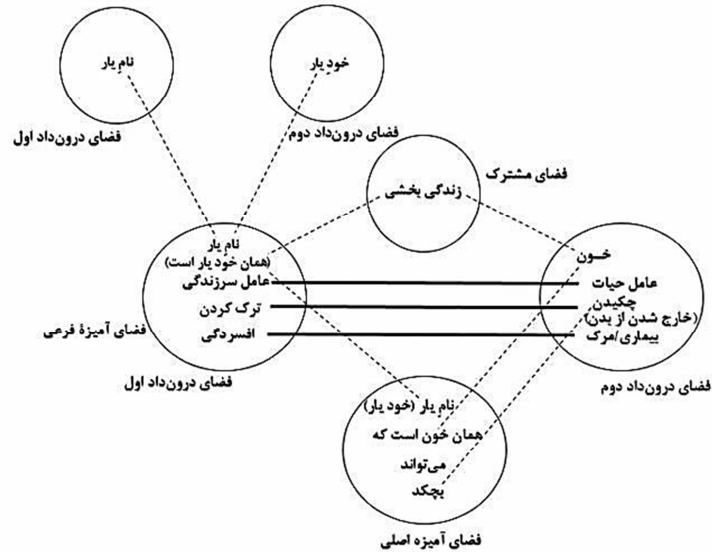 نامِ یار
خودِ یار
فضای درون‌داد اول
فضای درون‌داد دوم
فضای مشترک
زندگی بخشی
نام یار
(همان خود یار است)
عامل سرزندگی
ترک کردن
افسردگی
فضای آمیزهٔ فرعی
فضای درون‌داد اول
خون
عامل حیات
چکیدن
(خارج شدن از بدن)
بیماری/مرک
فضای درون‌داد دوم
نام یار (خود یار)
همان خون است که
می‌تواند
بچکد
فضای آمیزه اصلی